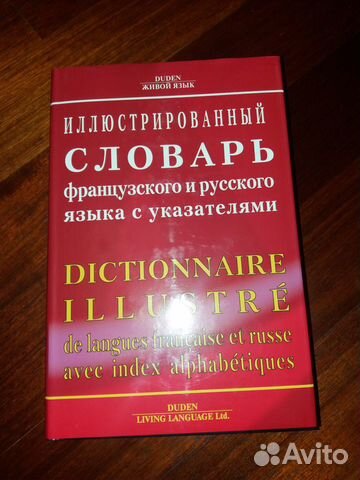 DUDEN
ЖИВОЙ ЯЗЫК
ИЛЛЮСТРИРОВАННЫЙ
СЛОВАРЬ
французского и русского
языка с указателями
DICTIONNAIRE
ILLUSTRÉ
de langues française et russe
avec index alphabétiques
DUDEN
LIVING LANGUAGE Ltd.
Avito